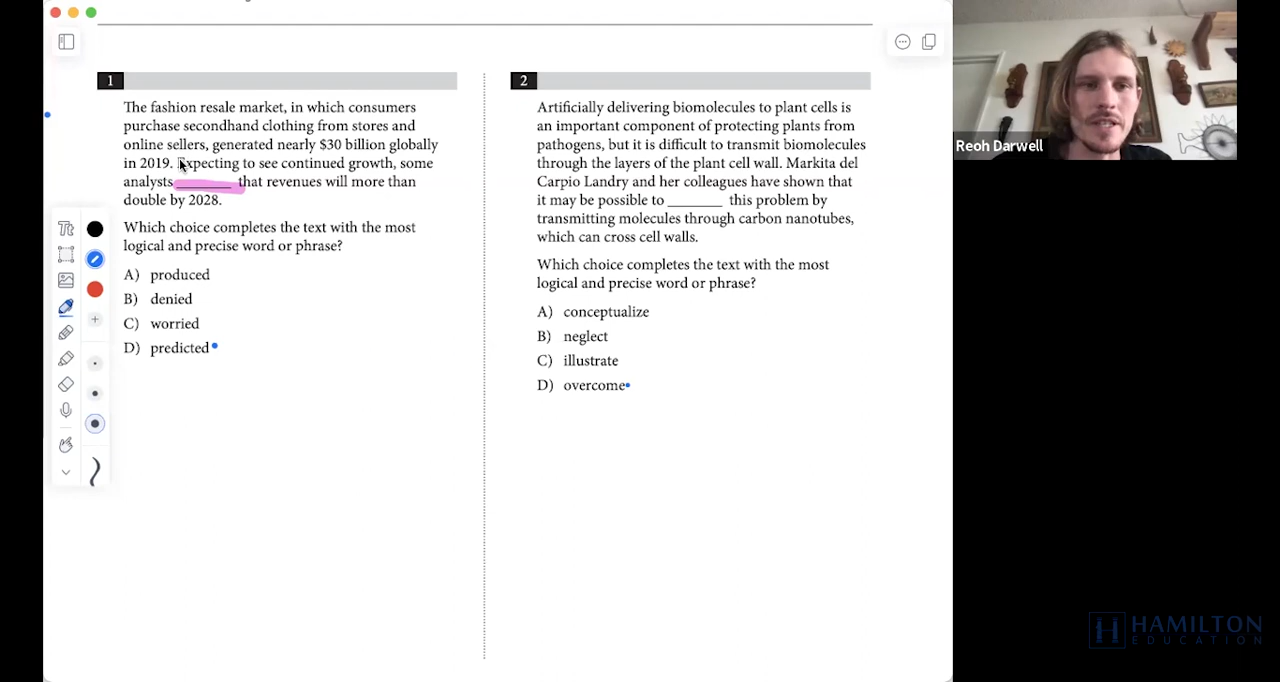 1
The fashion resale market, in which consumers
purchase secondhand clothing from stores and
online sellers, generated nearly $30 billion globally
in 2019. Expecting to see continued growth, some
analysts ______ that revenues will more than
double by 2028.
Which choice completes the text with the most
logical and precise word or phrase?
A) produced
B) denied
C) worried
D) predicted
2
Artificially delivering biomolecules to plant cells is
an important component of protecting plants from
pathogens, but it is difficult to transmit biomolecules
through the layers of the plant cell wall. Markita del
Carpio Landry and her colleagues have shown that
it may be possible to ______ this problem by
transmitting molecules through carbon nanotubes,
which can cross cell walls.
Which choice completes the text with the most
logical and precise word or phrase?
A) conceptualize
B) neglect
C) illustrate
D) overcome
Tt
Reoh Darwell
H HAMILTON
EDUCATION